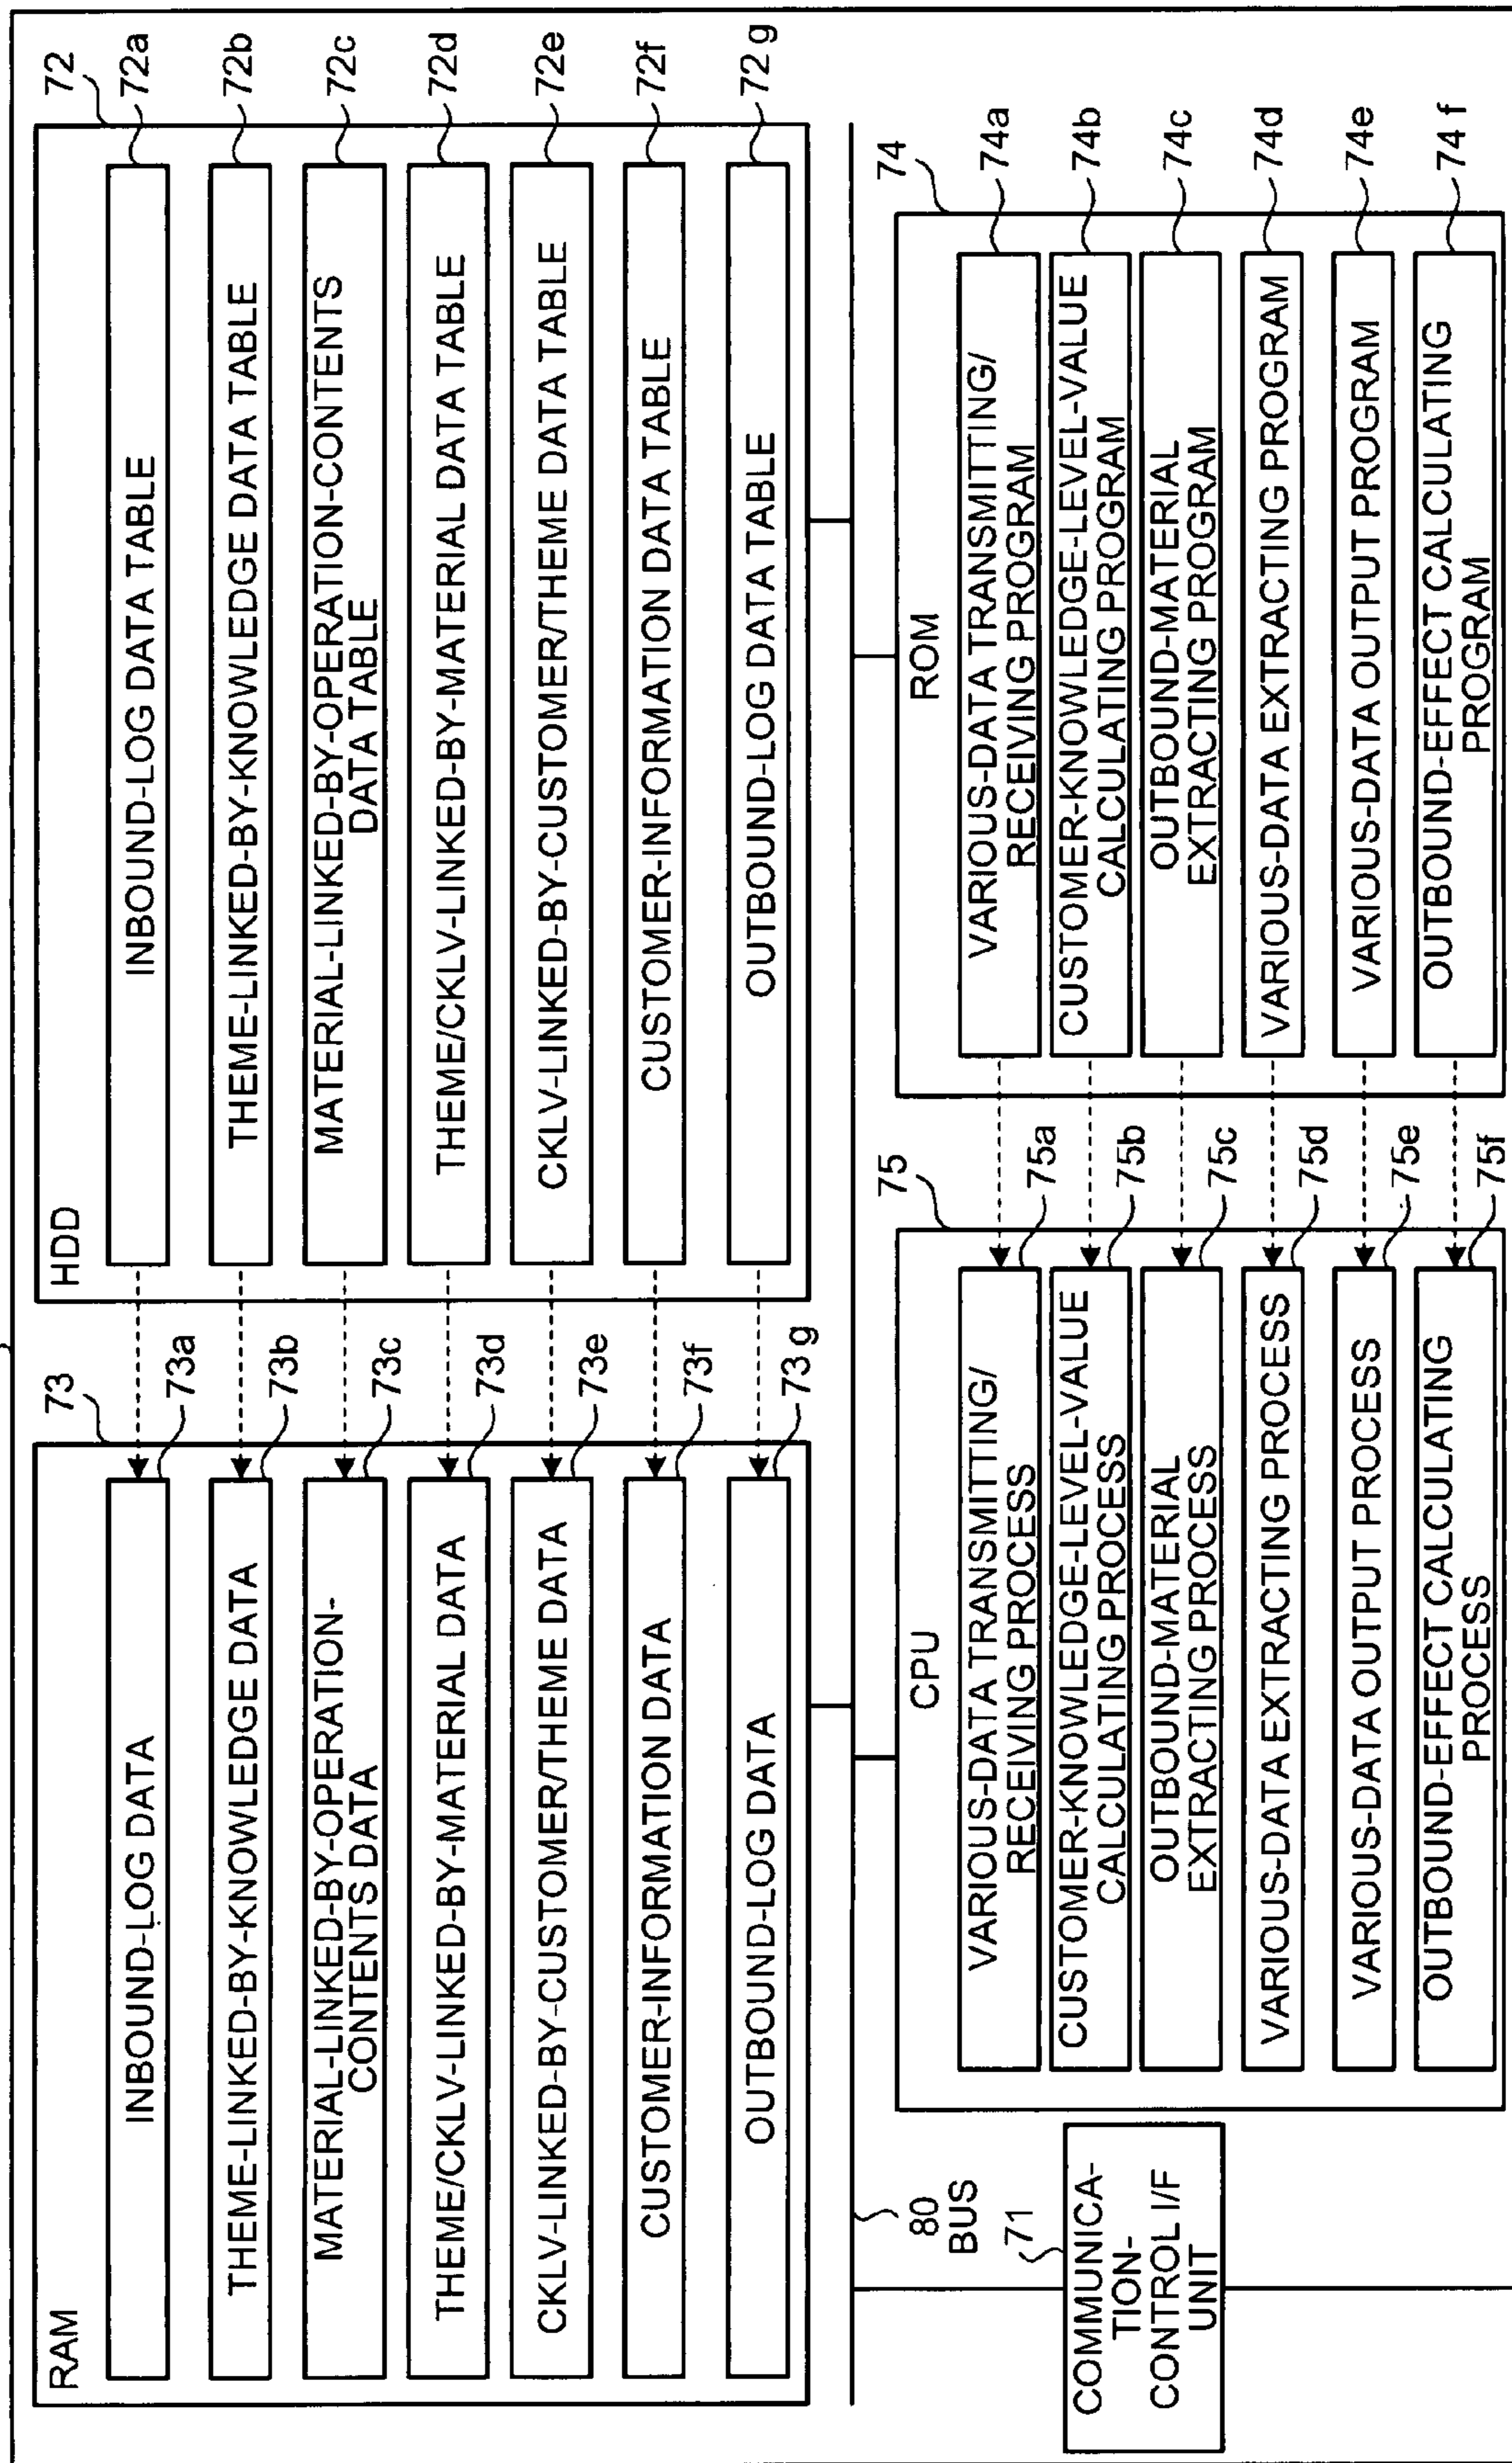 RAM
73
INBOUND-LOG DATA
73a
THEME-LINKED-BY-KNOWLEDGE DATA
73b
MATERIAL-LINKED-BY-OPERATION-
CONTENTS DATA
73c
THEME/CKLV-LINKED-BY-MATERIAL DATA
73d
CKLV-LINKED-BY-CUSTOMER/THEME DATA
73e
CUSTOMER-INFORMATION DATA
73f
OUTBOUND-LOG DATA
73 g
HDD
72
INBOUND-LOG DATA TABLE
72a
THEME-LINKED-BY-KNOWLEDGE DATA TABLE
72b
MATERIAL-LINKED-BY-OPERATION-CONTENTS
DATA TABLE
72c
THEME/CKLV-LINKED-BY-MATERIAL DATA TABLE
72d
CKLV-LINKED-BY-CUSTOMER/THEME DATA TABLE
72e
CUSTOMER-INFORMATION DATA TABLE
72f
OUTBOUND-LOG DATA TABLE
72 g
80
BUS
71
COMMUNICA-
TION-
CONTROL I/F
UNIT
CPU
75
VARIOUS-DATA TRANSMITTING/
RECEIVING PROCESS
75a
CUSTOMER-KNOWLEDGE-LEVEL-VALUE
CALCULATING PROCESS
75b
OUTBOUND-MATERIAL
EXTRACTING PROCESS
75c
VARIOUS-DATA EXTRACTING PROCESS
75d
VARIOUS-DATA OUTPUT PROCESS
75e
OUTBOUND-EFFECT CALCULATING
PROCESS
75f
ROM
74
VARIOUS-DATA TRANSMITTING/
RECEIVING PROGRAM
74a
CUSTOMER-KNOWLEDGE-LEVEL-VALUE
CALCULATING PROGRAM
74b
OUTBOUND-MATERIAL
EXTRACTING PROGRAM
74c
VARIOUS-DATA EXTRACTING PROGRAM
74d
VARIOUS-DATA OUTPUT PROGRAM
74e
OUTBOUND-EFFECT CALCULATING
PROGRAM
74 f